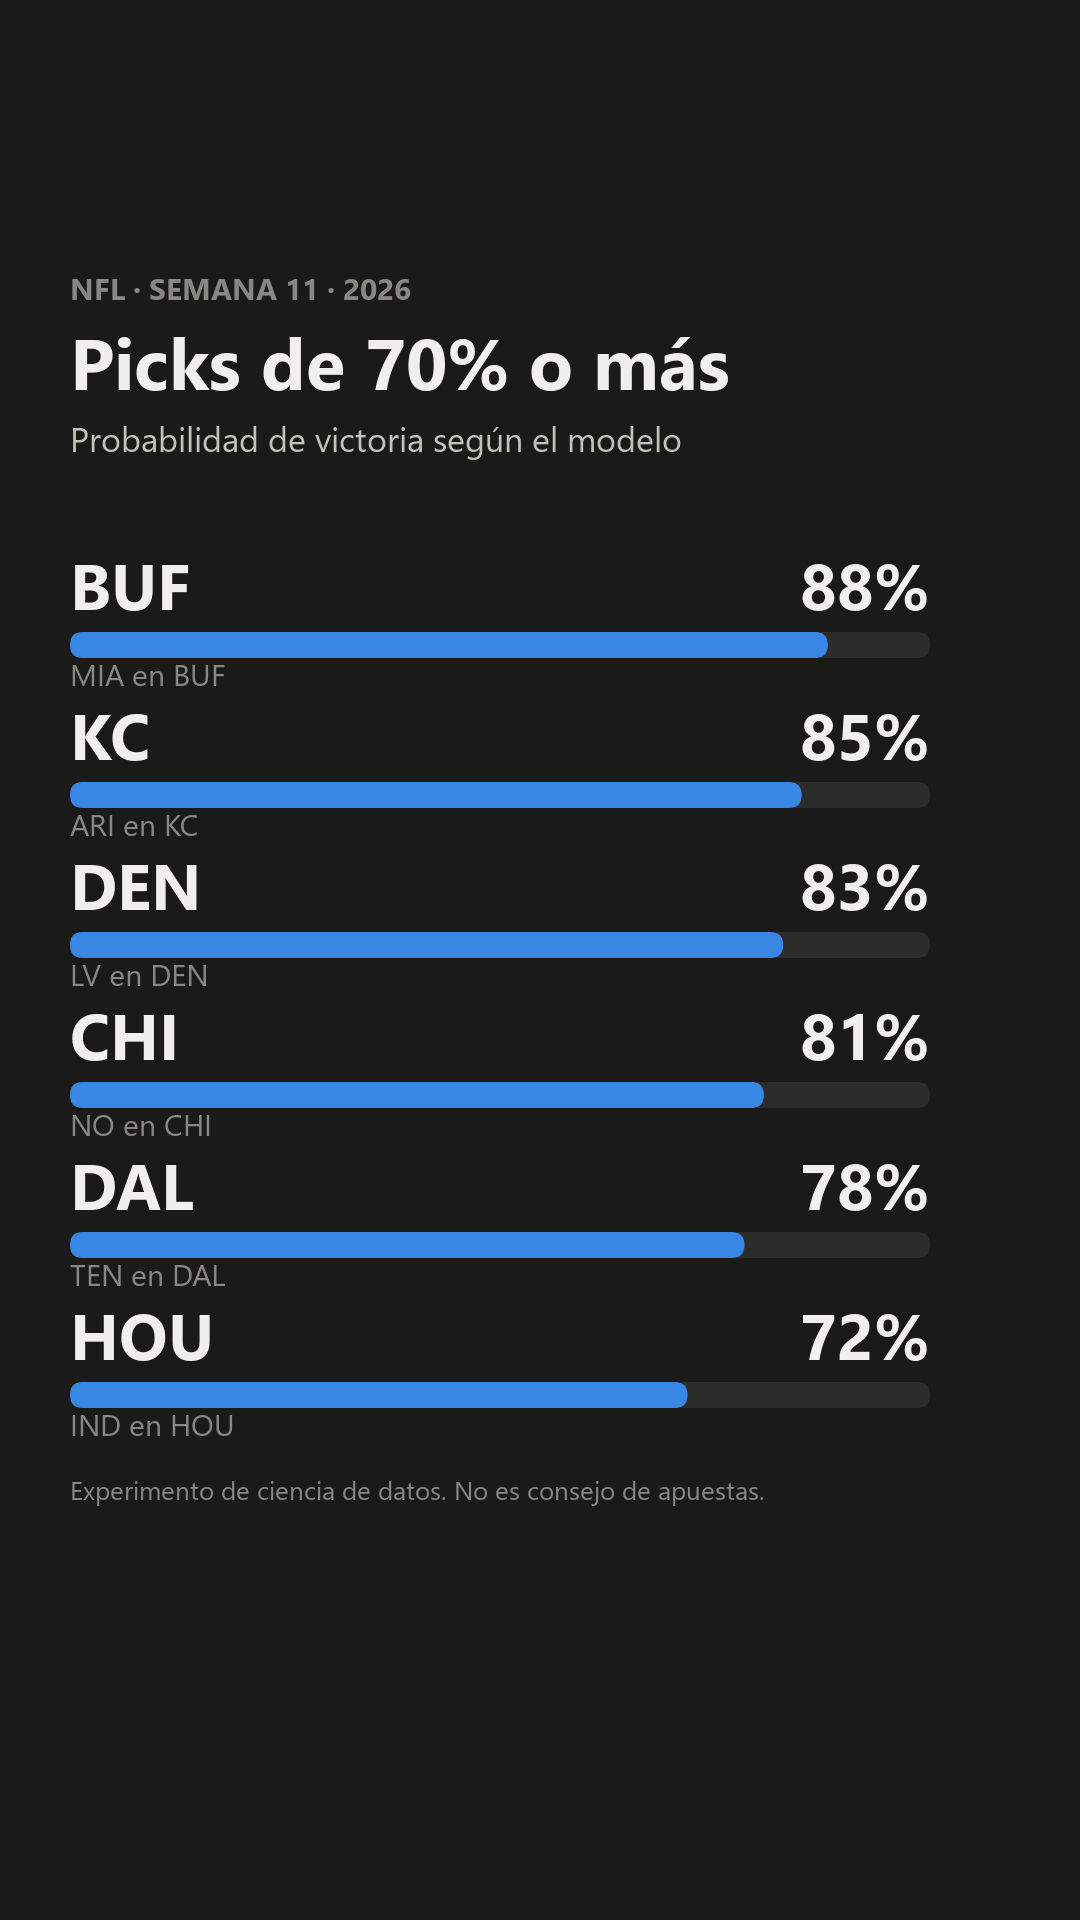 NFL · SEMANA 11 · 2026
Picks de 70% o más
Probabilidad de victoria según el modelo
BUF 88%
MIA en BUF
KC 85%
ARI en KC
DEN 83%
LV en DEN
CHI 81%
NO en CHI
DAL 78%
TEN en DAL
HOU 72%
IND en HOU
Experimento de ciencia de datos. No es consejo de apuestas.